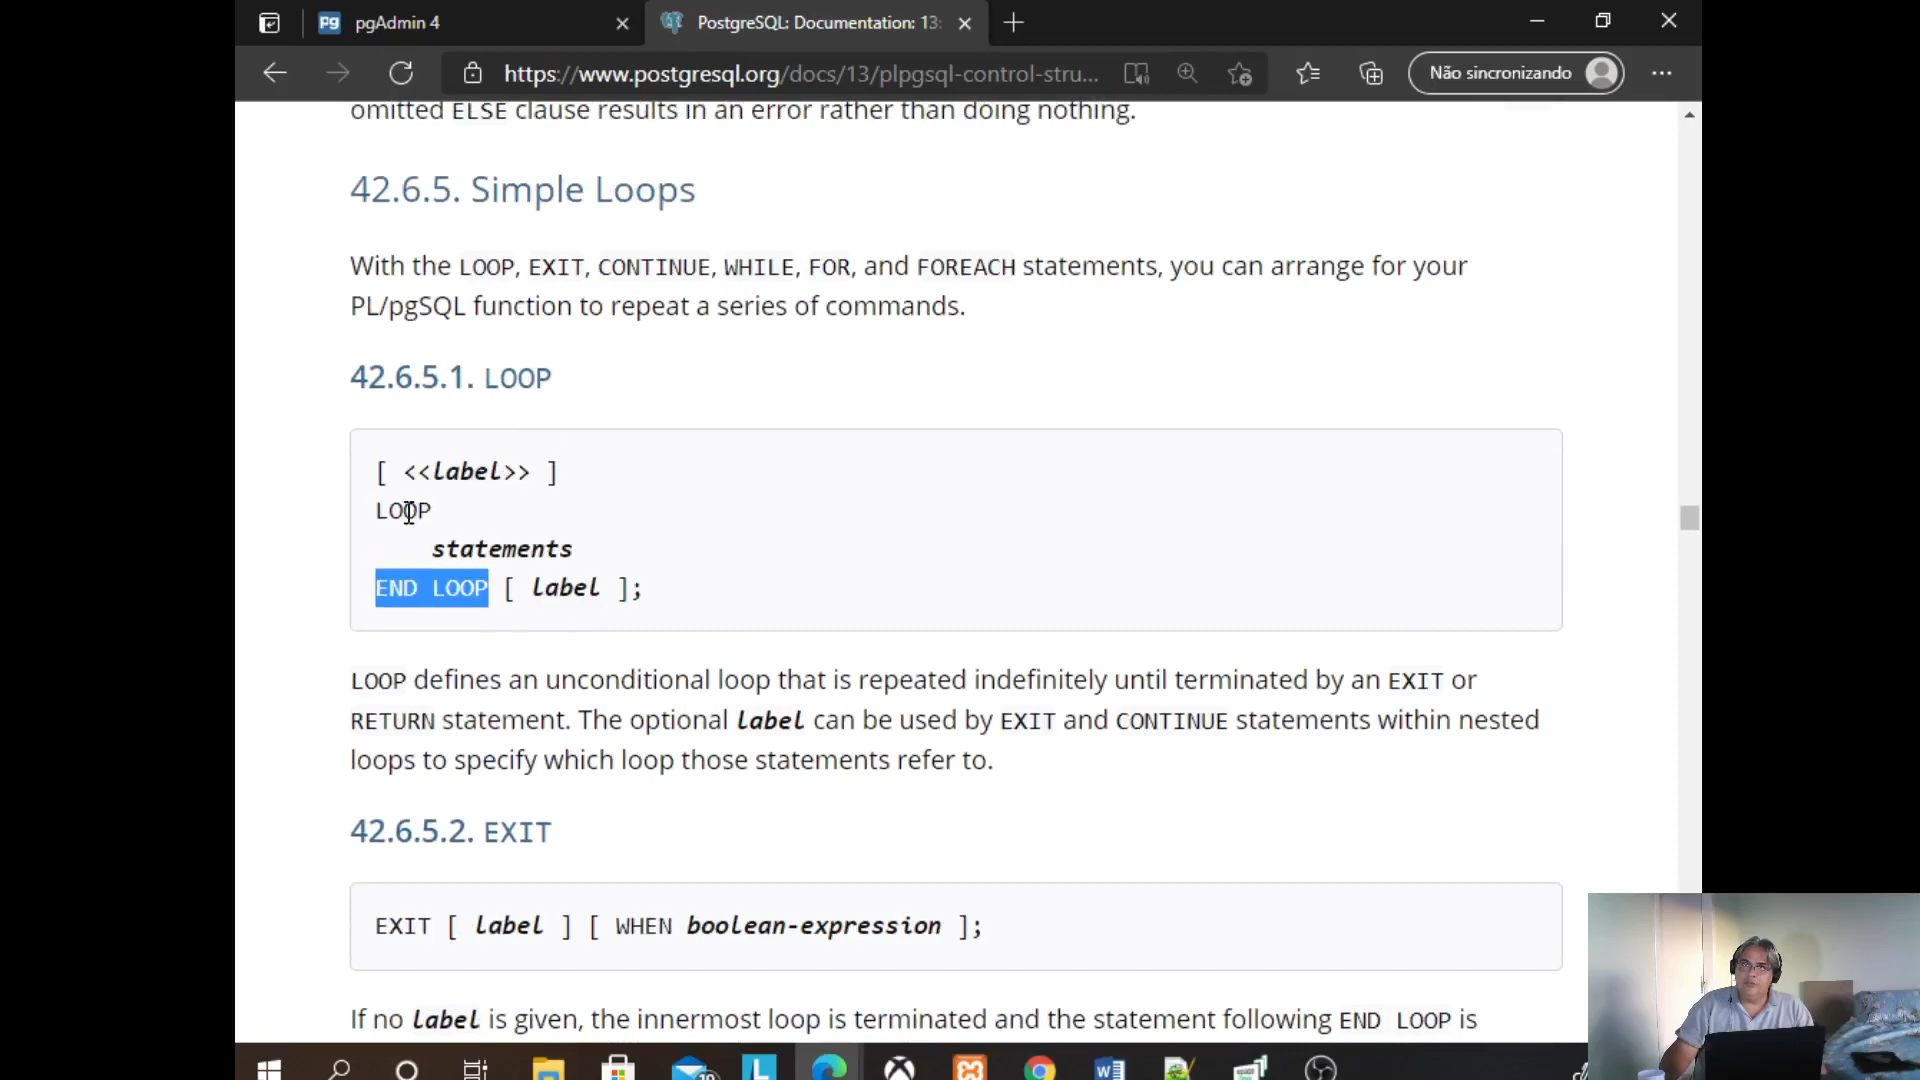 pgAdmin 4
PostgreSQL: Documentation: 13:
https://www.postgresql.org/docs/13/plpgsql-control-stru...
Não sincronizando
omitted ELSE clause results in an error rather than doing nothing.
42.6.5. Simple Loops
With the LOOP, EXIT, CONTINUE, WHILE, FOR, and FOREACH statements, you can arrange for your
PL/pgSQL function to repeat a series of commands.
42.6.5.1. LOOP
[ <<label>> ]
LOOP
statements
END LOOP [ label ];
LOOP defines an unconditional loop that is repeated indefinitely until terminated by an EXIT or
RETURN statement. The optional label can be used by EXIT and CONTINUE statements within nested
loops to specify which loop those statements refer to.
42.6.5.2. EXIT
EXIT [ label ] [ WHEN boolean-expression ];
If no label is given, the innermost loop is terminated and the statement following END LOOP is